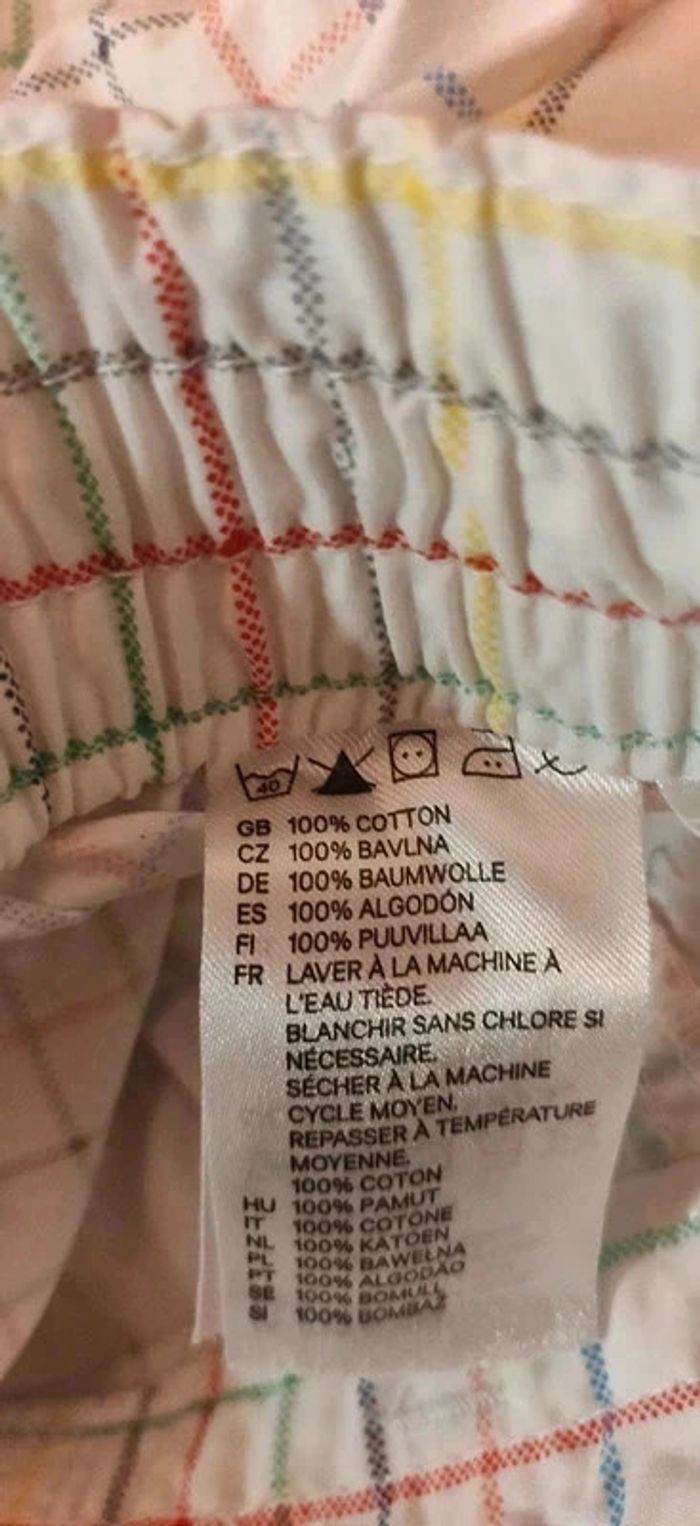 40
GB 100% COTTON
CZ 100% BAVLNA
DE 100% BAUMWOLLE
ES 100% ALGODÓN
FI 100% PUUVILLAA
FR LAVER À LA MACHINE À
L'EAU TIÈDE.
BLANCHIR SANS CHLORE SI
NÉCESSAIRE.
SÉCHER À LA MACHINE
CYCLE MOYEN.
REPASSER À TEMPÉRATURE
MOYENNE.
100% COTON
HU 100% PAMUT
IT 100% COTONE
NL 100% KATOEN
PL 100% BAWEŁNA
PT 100% ALGODÃO
SE 100% BOMULL
SI 100% BOMBAŽ